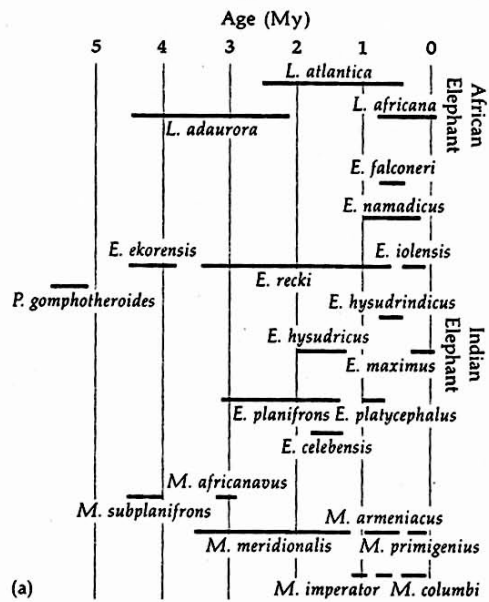 Age (My)
5 4 3 2 1 0
L. atlantica
L. africana
L. adaurora
African
Elephant
E. falconeri
E. namadicus
E. ekorensis
E. iolensis
E. recki
P. gomphotheroides
E. hysudrindicus
E. hysudricus
E. maximus
Indian
Elephant
E. planifrons E. platycephalus
E. celebensis
M. africanavus
M. subplanifrons
M. armeniacus
M. meridionalis M. primigenius
(a)
M. imperator M. columbi